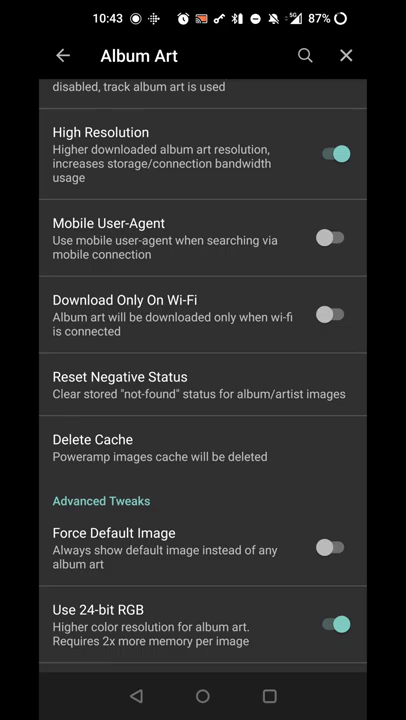 10:43
5G
87%
Album Art
disabled, track album art is used
High Resolution
Higher downloaded album art resolution,
increases storage/connection bandwidth
usage
Mobile User-Agent
Use mobile user-agent when searching via
mobile connection
Download Only On Wi-Fi
Album art will be downloaded only when wi-fi
is connected
Reset Negative Status
Clear stored "not-found" status for album/artist images
Delete Cache
Poweramp images cache will be deleted
Advanced Tweaks
Force Default Image
Always show default image instead of any
album art
Use 24-bit RGB
Higher color resolution for album art.
Requires 2x more memory per image